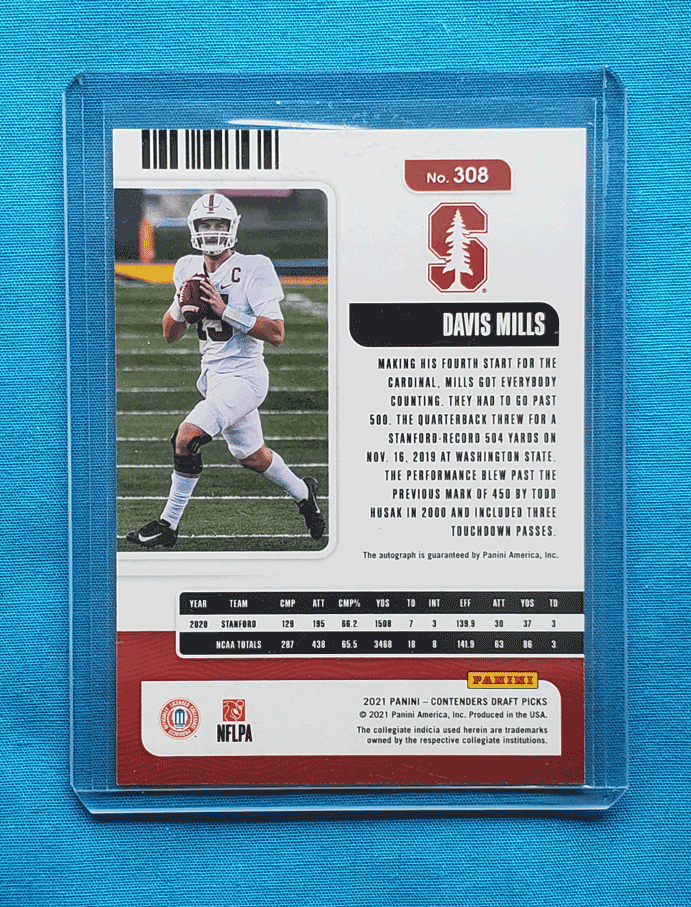 No. 308
S
®
C
15
DAVIS MILLS
MAKING HIS FOURTH START FOR THE
CARDINAL, MILLS GOT EVERYBODY
COUNTING. THEY HAD TO GO PAST
500. THE QUARTERBACK THREW FOR A
STANFORD-RECORD 504 YARDS ON
NOV. 16, 2019 AT WASHINGTON STATE.
THE PERFORMANCE BLEW PAST THE
PREVIOUS MARK OF 450 BY TODD
HUSAK IN 2000 AND INCLUDED THREE
TOUCHDOWN PASSES.
The autograph is guaranteed by Panini America, Inc.
YEAR TEAM CMP ATT CMP% YDS TD INT EFF ATT YDS TD
2020 STANFORD 129 195 66.2 1508 7 3 139.9 30 37 3
NCAA TOTALS 287 438 65.5 3468 18 8 141.9 63 86 3
PANINI
2021 PANINI – CONTENDERS DRAFT PICKS
© 2021 Panini America, Inc. Produced in the USA.
The collegiate indicia used herein are trademarks
owned by the respective collegiate institutions.
NFLPA